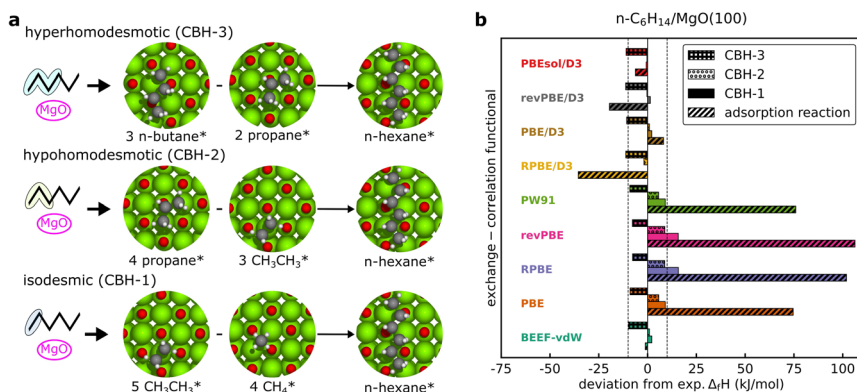 a
hyperhomodesmotic (CBH-3)
MgO
3 n-butane*
-
2 propane*
n-hexane*
hypohomodesmotic (CBH-2)
MgO
4 propane*
-
3 CH₃CH₃*
n-hexane*
isodesmic (CBH-1)
MgO
5 CH₃CH₃*
-
4 CH₄*
n-hexane*
b
n-C₆H₁₄/MgO(100)
exchange – correlation functional
PBEsol/D3
revPBE/D3
PBE/D3
RPBE/D3
PW91
revPBE
RPBE
PBE
BEEF-vdW
CBH-3
CBH-2
CBH-1
adsorption reaction
-75 -50 -25 0 25 50 75 100
deviation from exp. ΔfH (kJ/mol)